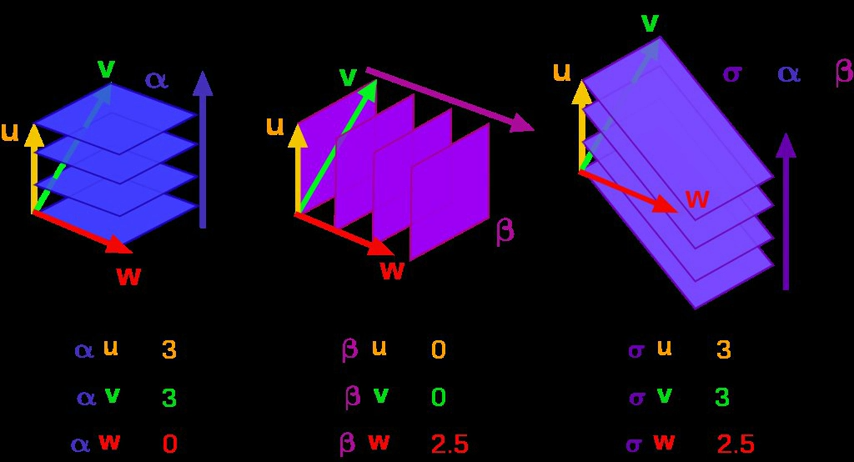 v α
u
w
v
u
w β
v
u σ α β
w
α u 3
α v 3
α w 0
β u 0
β v 0
β w 2.5
σ u 3
σ v 3
σ w 2.5